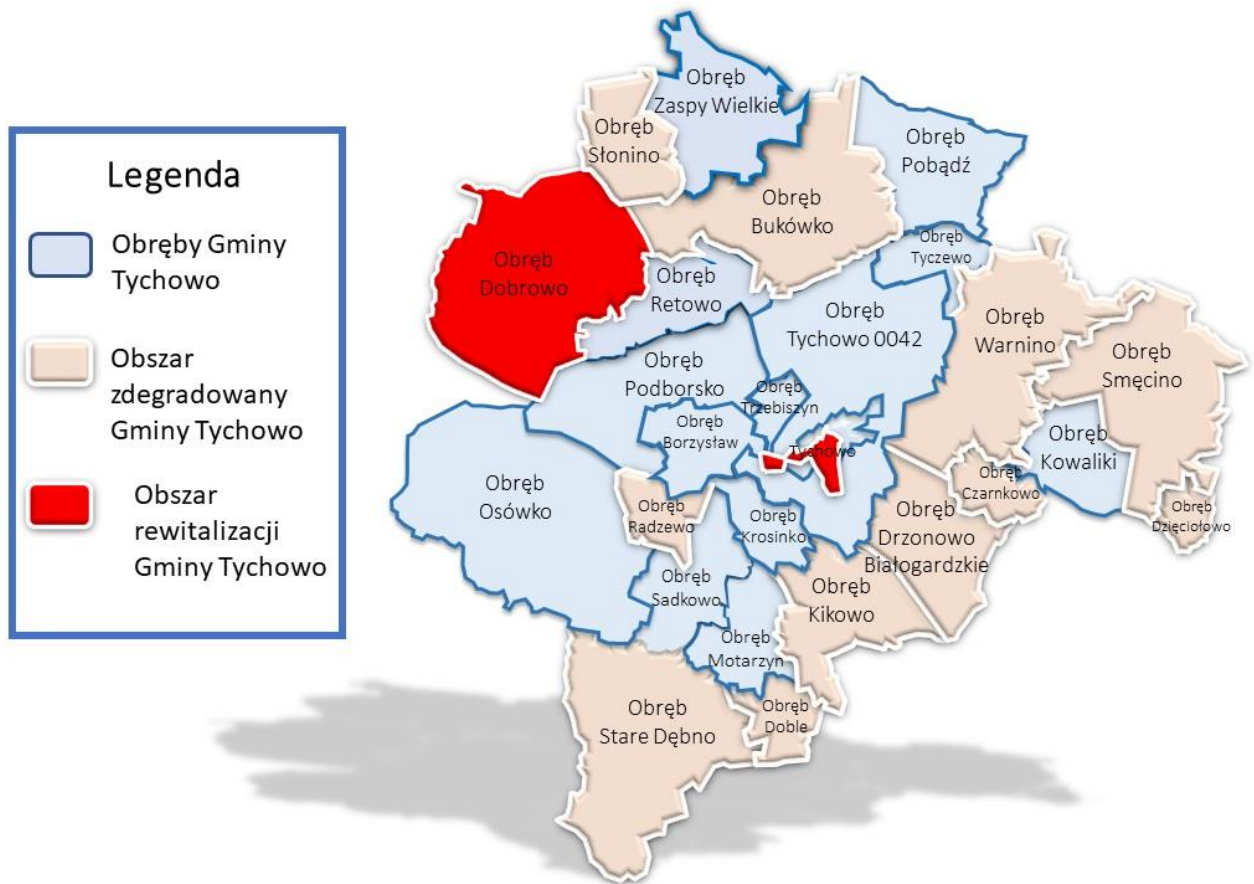 Legenda
Obręby Gminy
Tychowo
Obszar
zdegradowany
Gminy Tychowo
Obszar
rewitalizacji
Gminy Tychowo
Obręb
Zaspy Wielkie
Obręb
Słonino
Obręb
Pobądź
Obręb
Bukówko
Obręb
Tyczewo
Obręb
Dobrowo
Obręb
Retowo
Obręb
Tychowo 0042
Obręb
Warnino
Obręb
Smęcino
Obręb
Podborsko
Obręb
Trzebiszyn
Obręb
Borzysław
Tychowo
Obręb
Kowaliki
Obręb
Czarnkowo
Obręb
Dzięciołowo
Obręb
Osówko
Obręb
Radzewo
Obręb
Krosinko
Obręb
Drzonowo
Białogardzkie
Obręb
Sadkowo
Obręb
Kikowo
Obręb
Motarzyn
Obręb
Stare Dębno
Obręb
Doble